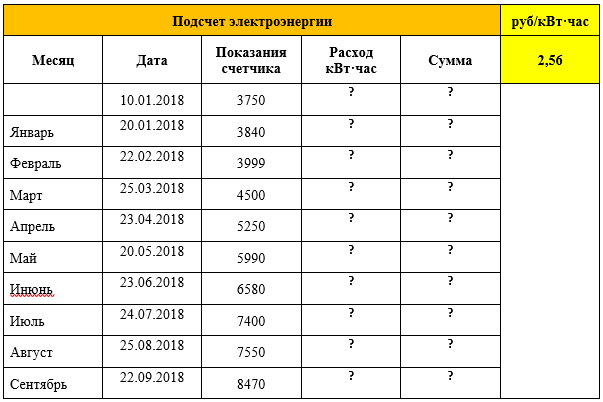 Подсчет электроэнергии руб/кВт·час
Месяц Дата Показания счетчика Расход кВт·час Сумма 2,56
10.01.2018 3750 ? ?
Январь 20.01.2018 3840 ? ?
Февраль 22.02.2018 3999 ? ?
Март 25.03.2018 4500 ? ?
Апрель 23.04.2018 5250 ? ?
Май 20.05.2018 5990 ? ?
Инюнь 23.06.2018 6580 ? ?
Июль 24.07.2018 7400 ? ?
Август 25.08.2018 7550 ? ?
Сентябрь 22.09.2018 8470 ? ?